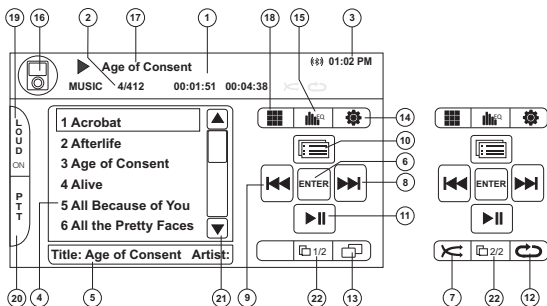 19 16 2 17 1 18 15 3
Age of Consent
01:02 PM
MUSIC 4/412 00:01:51 00:04:38
LOUD
ON
PTT
1 Acrobat
2 Afterlife
3 Age of Consent
4 Alive
5 All Because of You
6 All the Pretty Faces
Title: Age of Consent Artist:
EQ
14
10
6
ENTER
8
11
1/2
EQ
ENTER
2/2
20 4 5 21 9 22 13 7 22 12